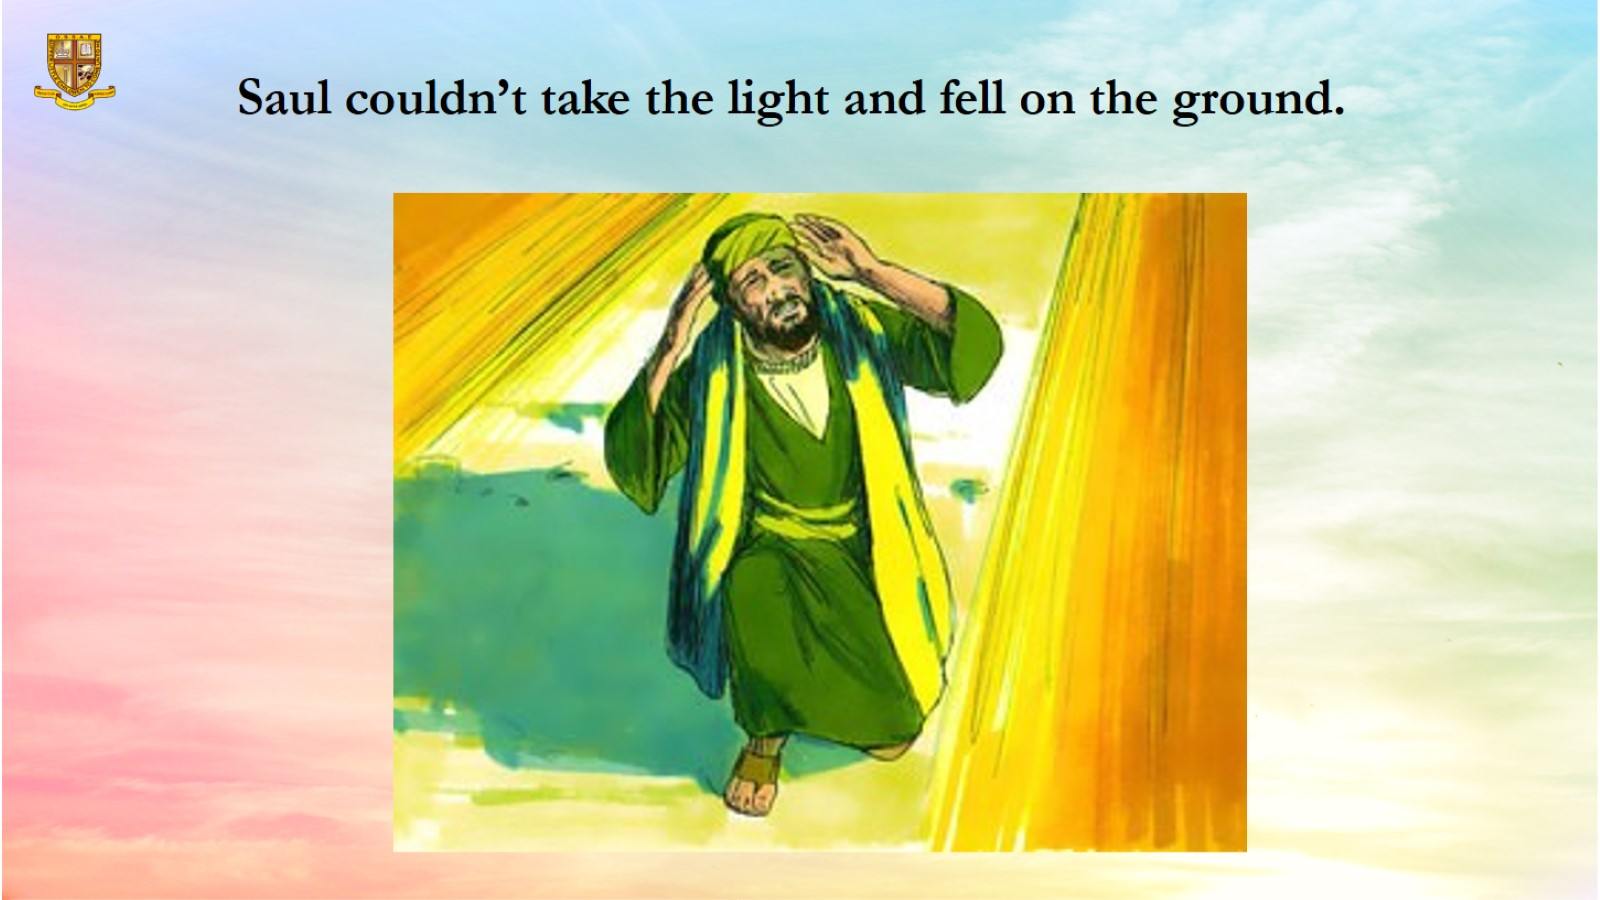 Saul couldn’t take the light and fell on the ground.